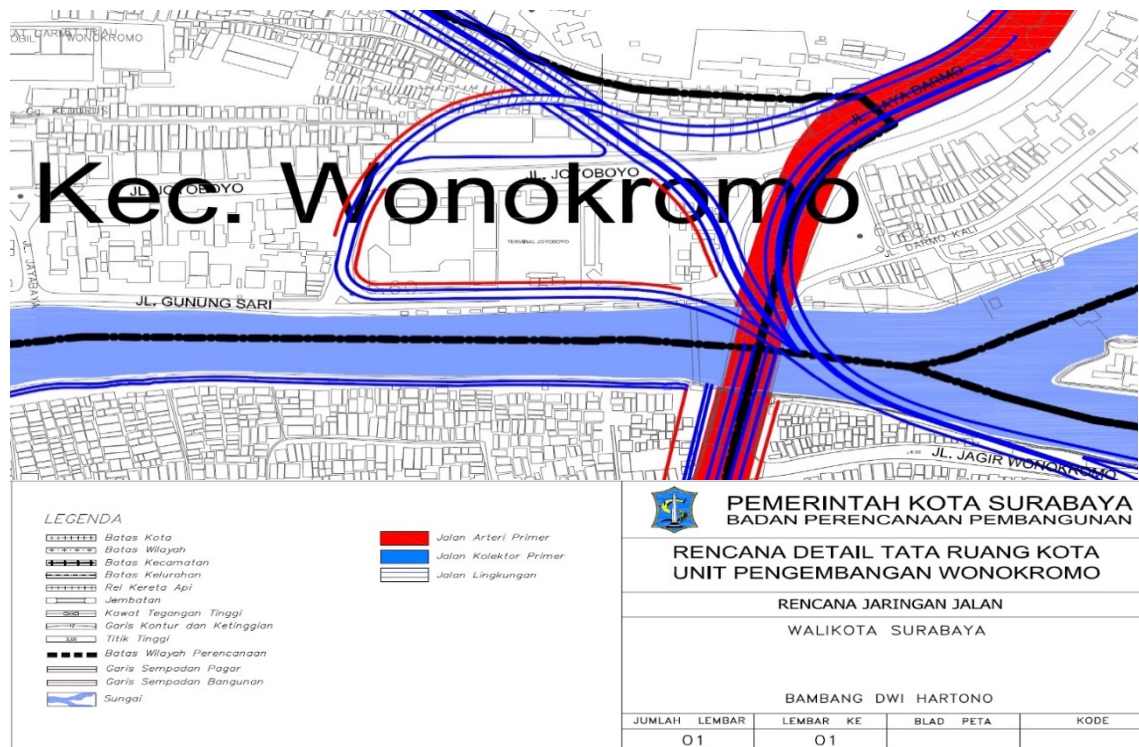 WONOKROMO
JL. JAYA DARMO
Kec. Wonokromo
JL. JOYOBOYO
JL. JOYOBOYO
TERMINAL JOYOBOYO
JL. DARMO KALI
JL. JAYABAYA
JL. GUNUNG SARI
JL. JAGIR WONOKROMO
LEGENDA
Batas Kota
Batas Wilayah
Batas Kecamatan
Batas Kelurahan
Rel Kereta Api
Jembatan
Kawat Tegangan Tinggi
Garis Kontur dan Ketinggian
Titik Tinggi
Batas Wilayah Perencanaan
Garis Sempadan Pagar
Garis Sempadan Bangunan
Sungai
Jalan Arteri Primer
Jalan Kolektor Primer
Jalan Lingkungan
PEMERINTAH KOTA SURABAYA
BADAN PERENCANAAN PEMBANGUNAN
RENCANA DETAIL TATA RUANG KOTA
UNIT PENGEMBANGAN WONOKROMO
RENCANA JARINGAN JALAN
WALIKOTA SURABAYA
BAMBANG DWI HARTONO
JUMLAH LEMBAR LEMBAR KE BLAD PETA KODE
01 01